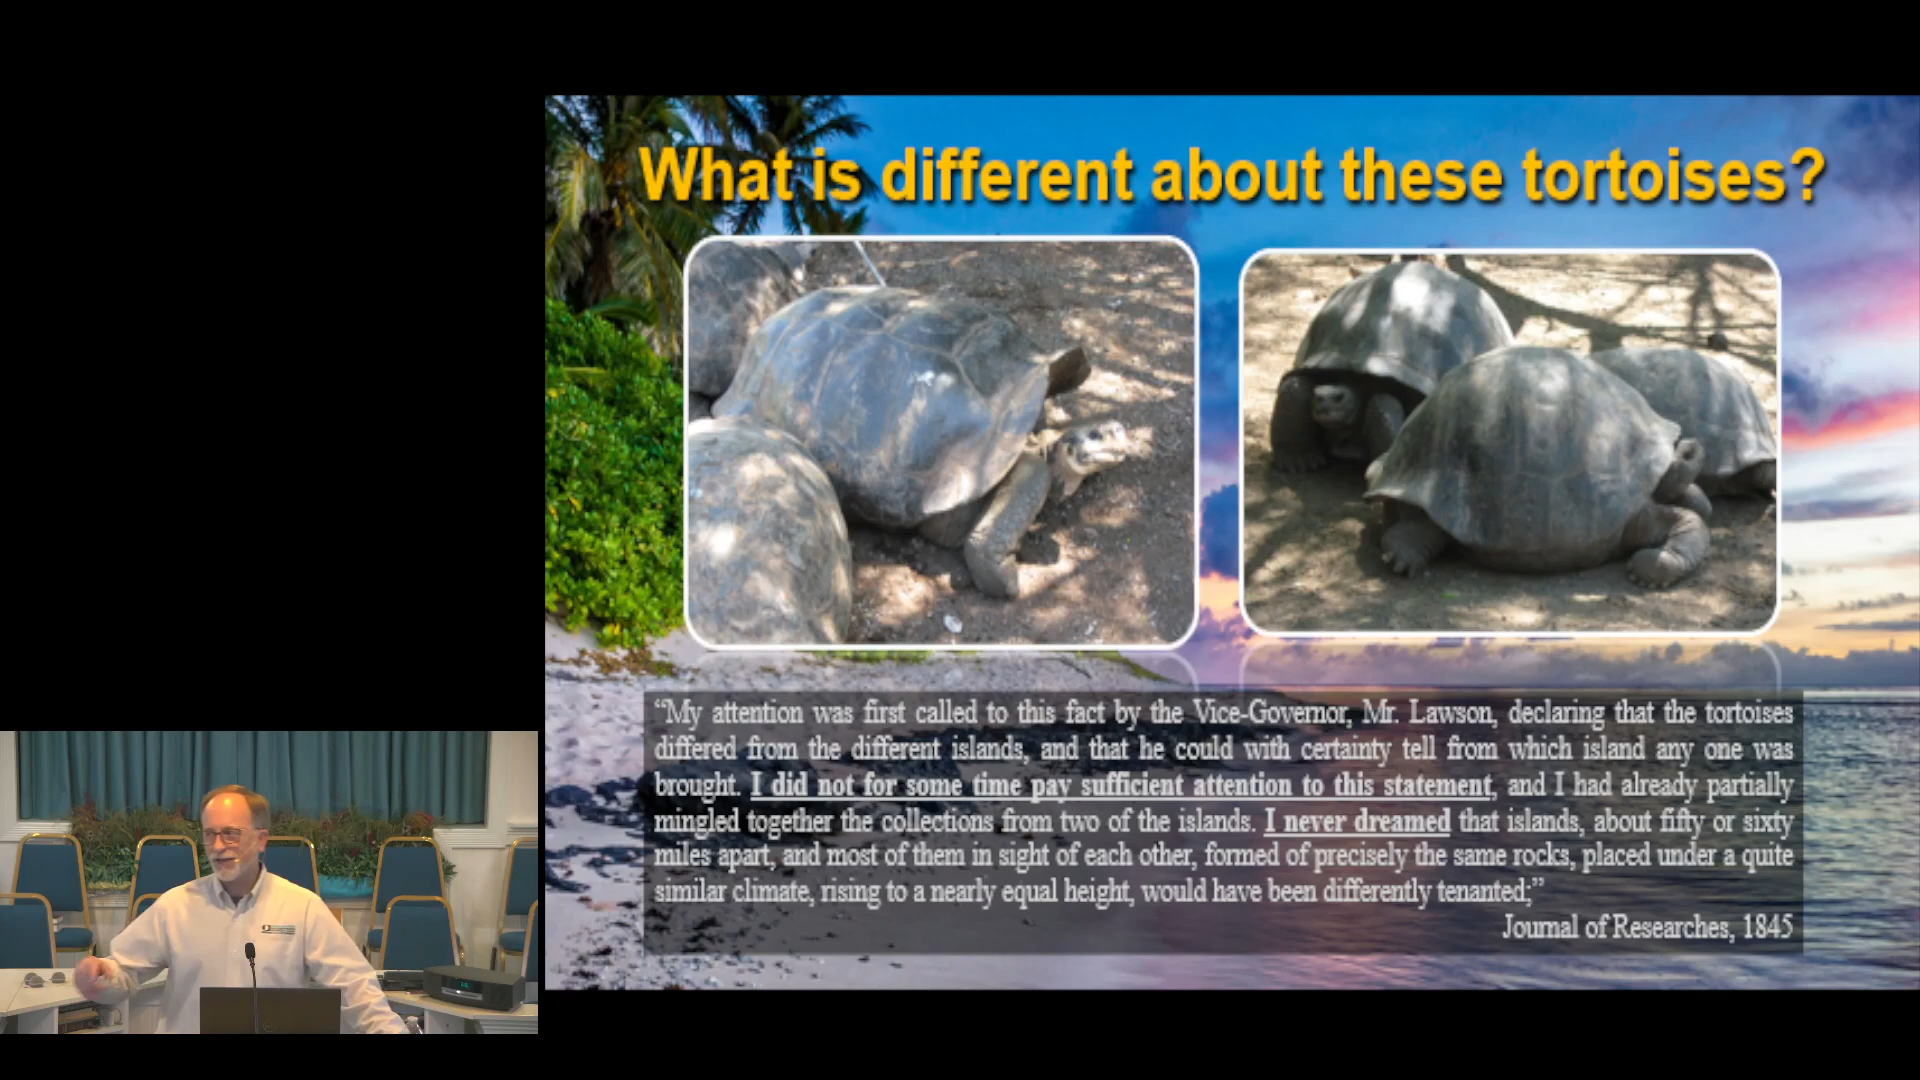 What is different about these tortoises?
“My attention was first called to this fact by the Vice-Governor, Mr. Lawson, declaring that the tortoises
differed from the different islands, and that he could with certainty tell from which island any one was
brought. I did not for some time pay sufficient attention to this statement, and I had already partially
mingled together the collections from two of the islands. I never dreamed that islands, about fifty or sixty
miles apart, and most of them in sight of each other, formed of precisely the same rocks, placed under a quite
similar climate, rising to a nearly equal height, would have been differently tenanted;”
Journal of Researches, 1845